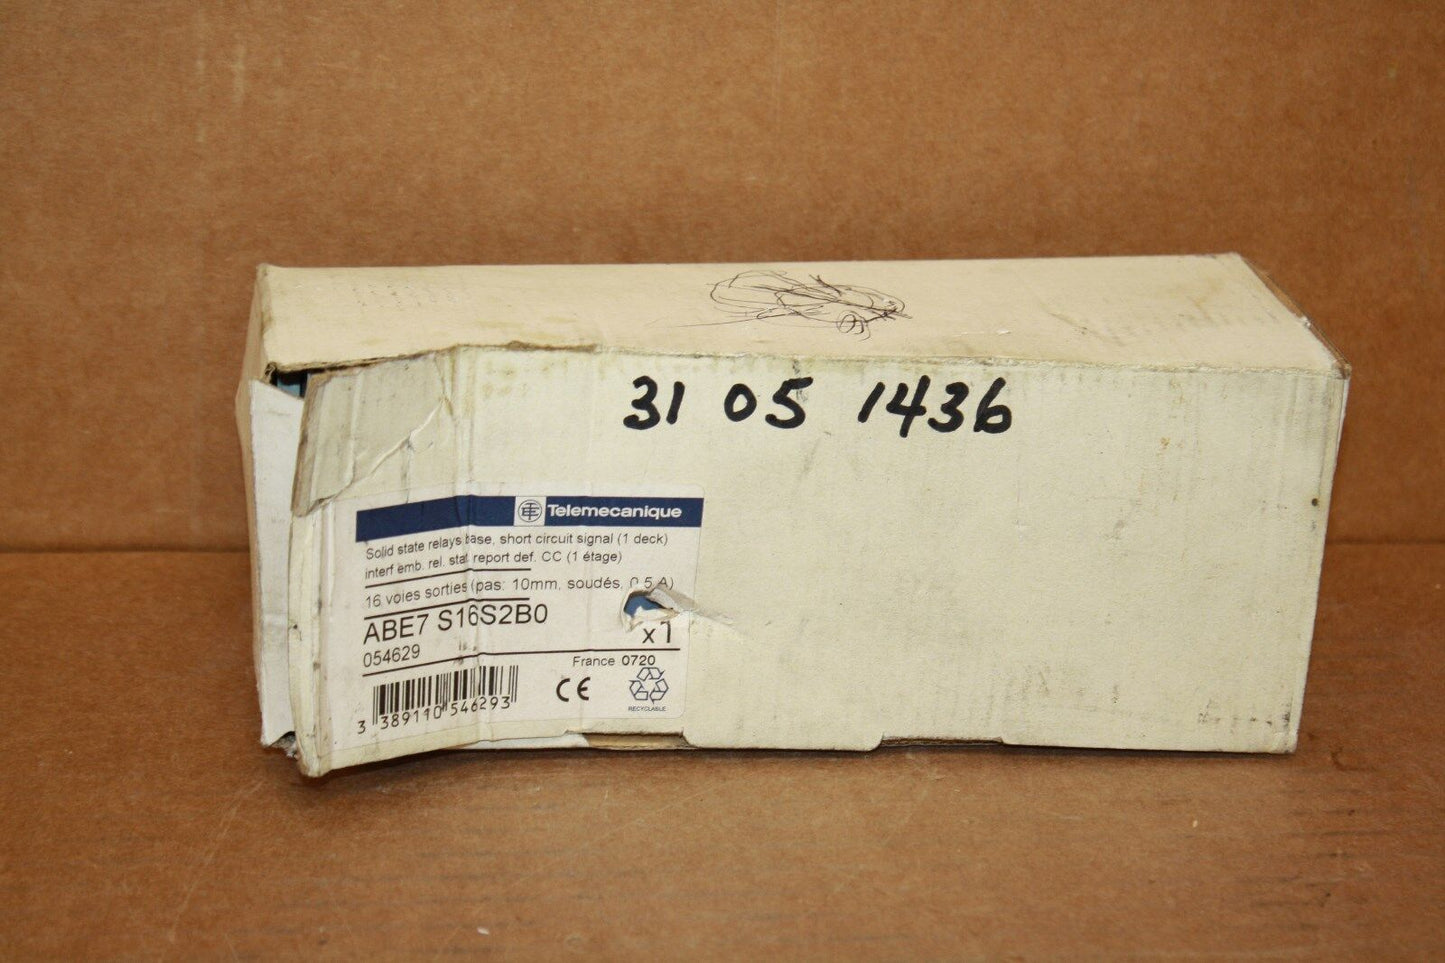 31 05 1436
TE Telemecanique
Solid state relays base, short circuit signal (1 deck)
interf emb. rel. stat. report def. CC (1 étage)
16 voies sorties (pas: 10mm, soudés, 0,5 A)
ABE7 S16S2B0
x1
054629
France 0720
CE
RECYCLABLE
3 389110 546293